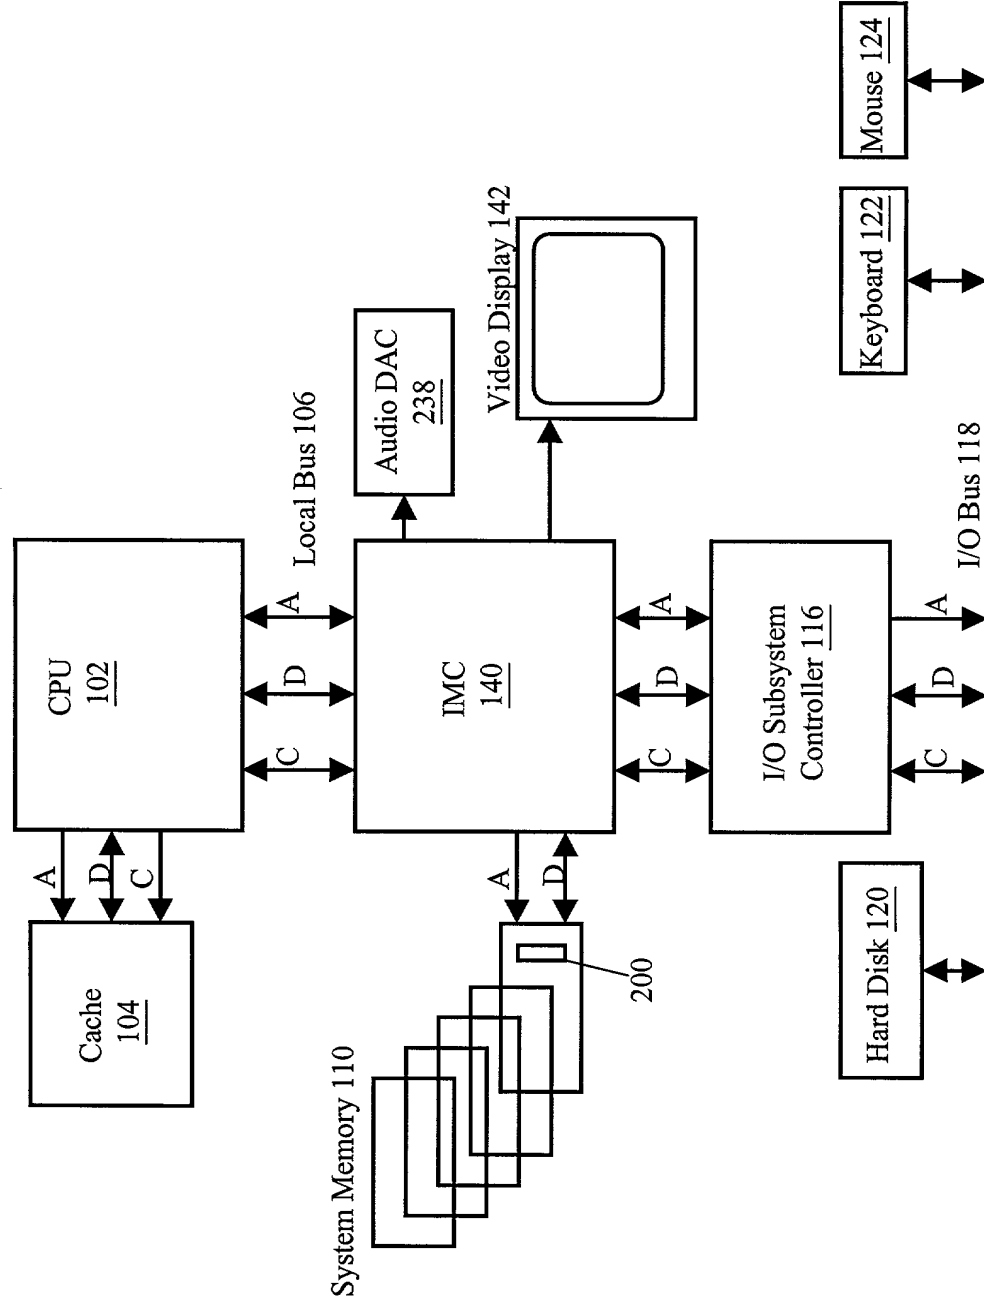 Cache
104
A
D
C
CPU
102
C
D
A
Local Bus 106
System Memory 110
200
A
D
IMC
140
Audio DAC
238
Video Display 142
C
D
A
I/O Subsystem
Controller 116
C
D
A
I/O Bus 118
Hard Disk 120
Keyboard 122
Mouse 124